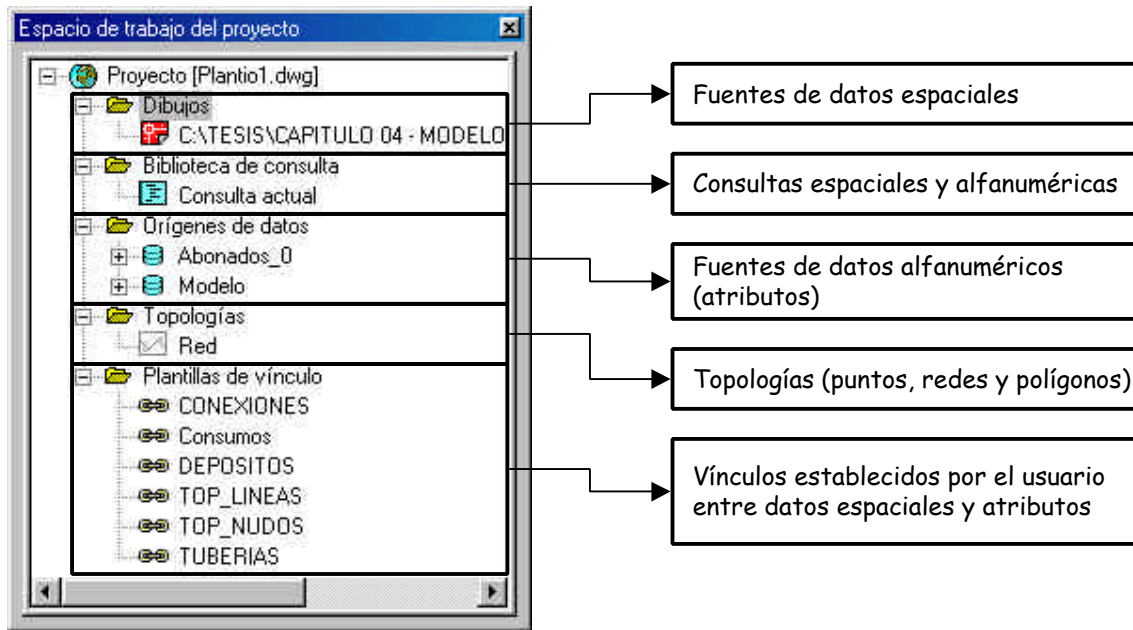 Espacio de trabajo del proyecto
Proyecto [Plantio1.dwg]
Dibujos
C:\TESIS\CAPITULO 04 - MODELO
Biblioteca de consulta
Consulta actual
Orígenes de datos
Abonados_0
Modelo
Topologías
Red
Plantillas de vínculo
CONEXIONES
Consumos
DEPOSITOS
TOP_LINEAS
TOP_NUDOS
TUBERIAS
Fuentes de datos espaciales
Consultas espaciales y alfanuméricas
Fuentes de datos alfanuméricos
(atributos)
Topologías (puntos, redes y polígonos)
Vínculos establecidos por el usuario
entre datos espaciales y atributos